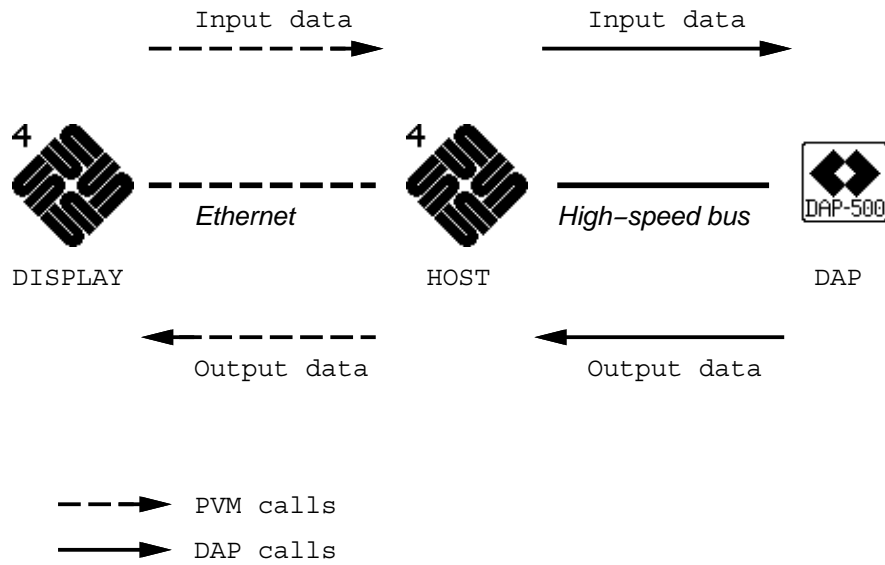 Input data
Input data
4
4
Ethernet
High-speed bus
DAP-500
DISPLAY
HOST
DAP
Output data
Output data
PVM calls
DAP calls